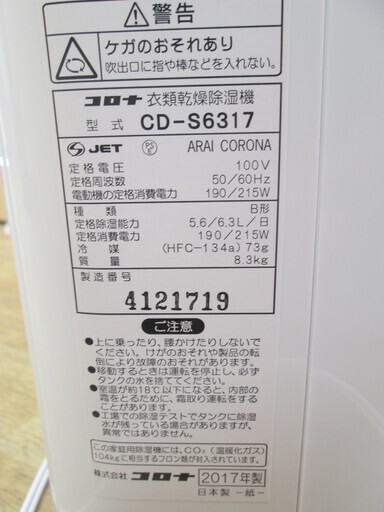 警告
ケガのおそれあり
吹出口に指や棒などを入れない。
コロナ 衣類乾燥除湿機
型式 CD-S6317
JET PS E ARAI CORONA
定格電圧 100V
定格周波数 50/60Hz
電動機の定格消費電力 190/215W
種類 B形
定格除湿能力 5.6/6.3L/日
定格消費電力 190/215W
冷媒 (HFC-134a) 73g
質量 8.3kg
製造番号
4121719
ご注意
●上に乗ったり、腰かけたりしないで
ください。けがのおそれや製品の転
倒により故障のおそれがあります。
●移動するときは運転を停止し、必ず
タンクの水を捨ててください。
●室温が約18℃以下になると、内部の
霜をとるために、霜取り運転をする
ことがあります。
●工場での除湿テストでタンクに除湿
水が残っている場合がありますが、
異常ではありません。
この家庭用除湿機には、CO₂(温暖化ガス)
104kgに相当するフロン類が封入されています。
株式会社 コロナ 2017年製
日本製 -紙-